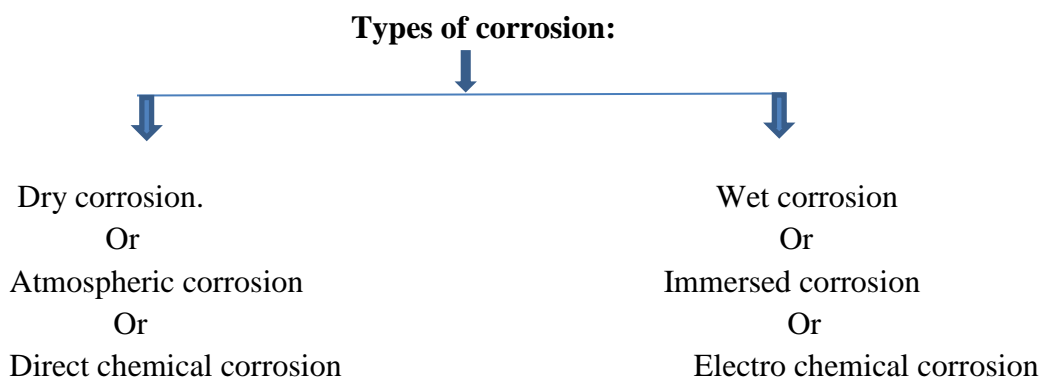 Types of corrosion:
Dry corrosion.
Or
Atmospheric corrosion
Or
Direct chemical corrosion
Wet corrosion
Or
Immersed corrosion
Or
Electro chemical corrosion